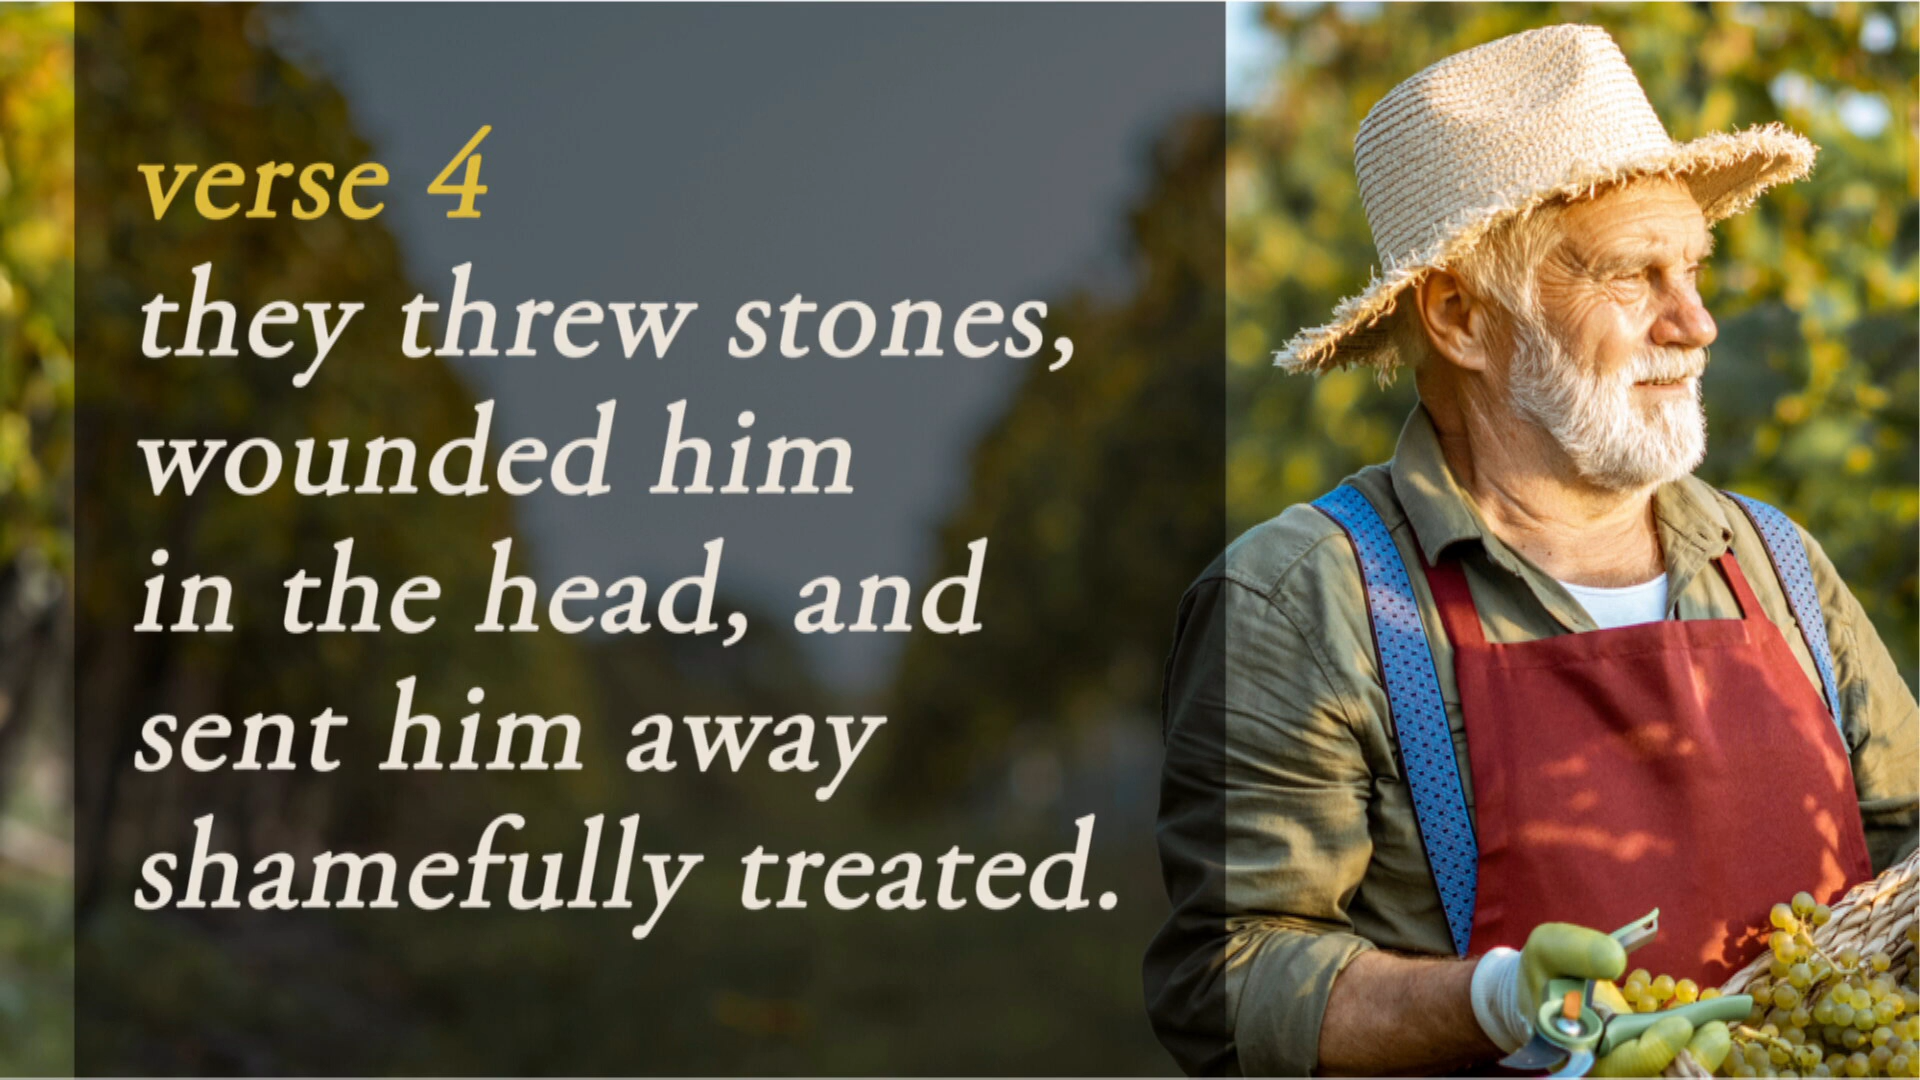 verse 4
they threw stones,
wounded him
in the head, and
sent him away
shamefully treated.